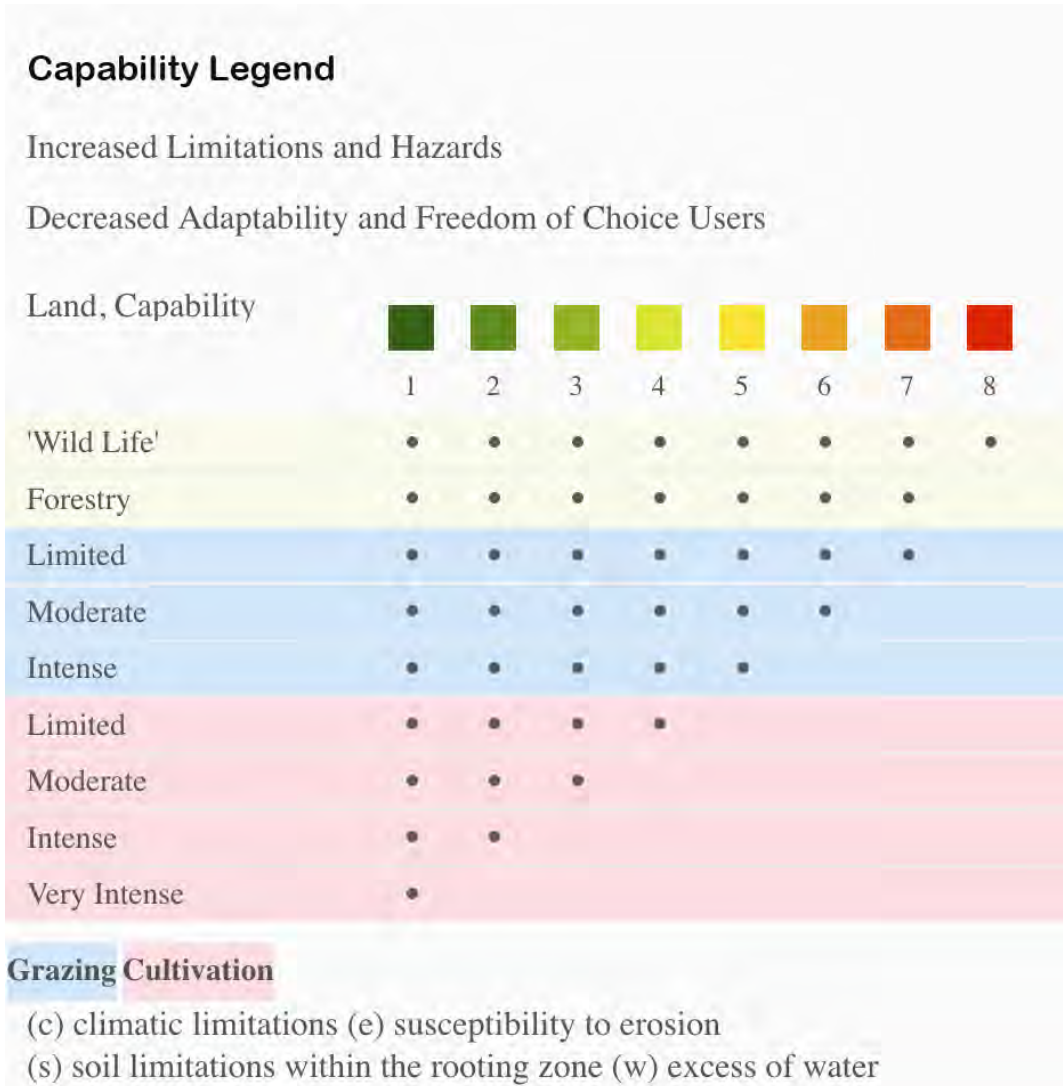 Capability Legend
Increased Limitations and Hazards
Decreased Adaptability and Freedom of Choice Users
Land, Capability
1 2 3 4 5 6 7 8
'Wild Life'
Forestry
Limited
Moderate
Intense
Limited
Moderate
Intense
Very Intense
Grazing Cultivation
(c) climatic limitations (e) susceptibility to erosion
(s) soil limitations within the rooting zone (w) excess of water